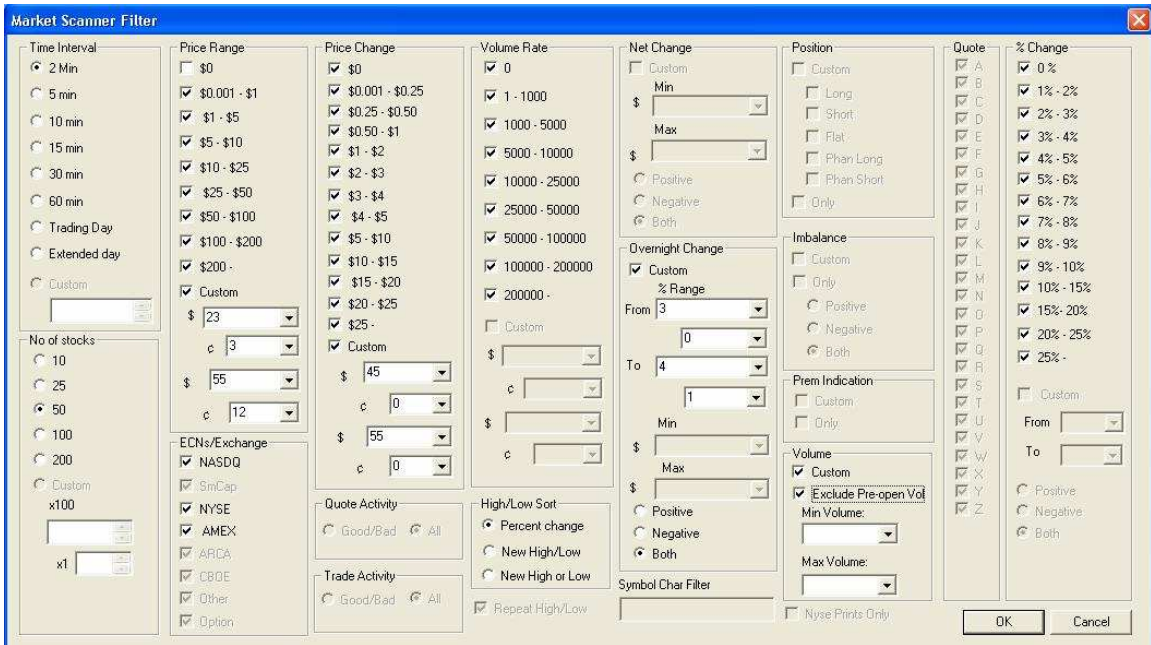 Market Scanner Filter
Time Interval
2 Min
5 min
10 min
15 min
30 min
60 min
Trading Day
Extended day
Custom
No of stocks
10
25
50
100
200
Custom
x100
x1
Price Range
$0
$0.001 - $1
$1 - $5
$5 - $10
$10 - $25
$25 - $50
$50 - $100
$100 - $200
$200 -
Custom
$ 23
¢ 3
$ 55
¢ 12
ECNs/Exchange
NASDQ
SmCap
NYSE
AMEX
ARCA
CBOE
Other
Option
Price Change
$0
$0.001 - $0.25
$0.25 - $0.50
$0.50 - $1
$1 - $2
$2 - $3
$3 - $4
$4 - $5
$5 - $10
$10 - $15
$15 - $20
$20 - $25
$25 -
Custom
$ 45
¢ 0
$ 55
¢ 0
Quote Activity
Good/Bad All
Trade Activity
Good/Bad All
Volume Rate
0
1 - 1000
1000 - 5000
5000 - 10000
10000 - 25000
25000 - 50000
50000 - 100000
100000 - 200000
200000 -
Custom
$
¢
$
¢
High/Low Sort
Percent change
New High/Low
New High or Low
Repeat High/Low
Net Change
Custom
Min
$
Max
$
Positive
Negative
Both
Overnight Change
Custom
% Range
From 3
0
To 4
1
Min
$
Max
$
Positive
Negative
Both
Symbol Char Filter
Position
Custom
Long
Short
Flat
Phan Long
Phan Short
Only
Imbalance
Custom
Only
Positive
Negative
Both
Prem Indication
Custom
Only
Volume
Custom
Exclude Pre-open Vol
Min Volume:
Max Volume:
Nyse Prints Only
Quote
A
B
C
D
E
F
G
H
I
J
K
L
M
N
O
P
Q
R
S
T
U
V
W
X
Y
Z
% Change
0 %
1% - 2%
2% - 3%
3% - 4%
4% - 5%
5% - 6%
6% - 7%
7% - 8%
8% - 9%
9% - 10%
10% - 15%
15% - 20%
20% - 25%
25% -
Custom
From
To
Positive
Negative
Both
OK Cancel